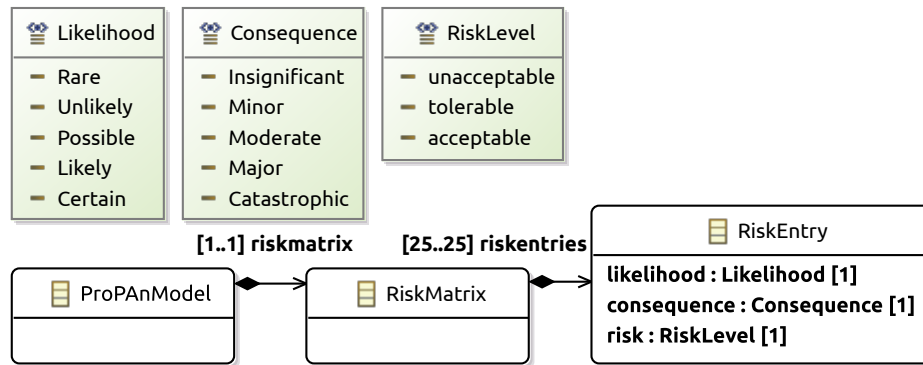 Likelihood
Rare
Unlikely
Possible
Likely
Certain
Consequence
Insignificant
Minor
Moderate
Major
Catastrophic
RiskLevel
unacceptable
tolerable
acceptable
[1..1] riskmatrix
[25..25] riskentries
ProPAnModel
RiskMatrix
RiskEntry
likelihood : Likelihood [1]
consequence : Consequence [1]
risk : RiskLevel [1]